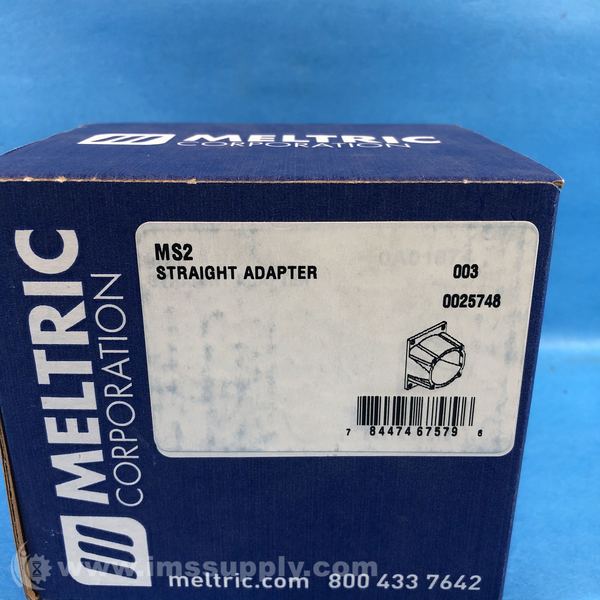 MELTRIC
CORPORATION
MELTRIC
CORPORATION
MS2
STRAIGHT ADAPTER
003
0025748
7 84474 67579 6
www.imssupply.com
meltric.com 800 433 7642